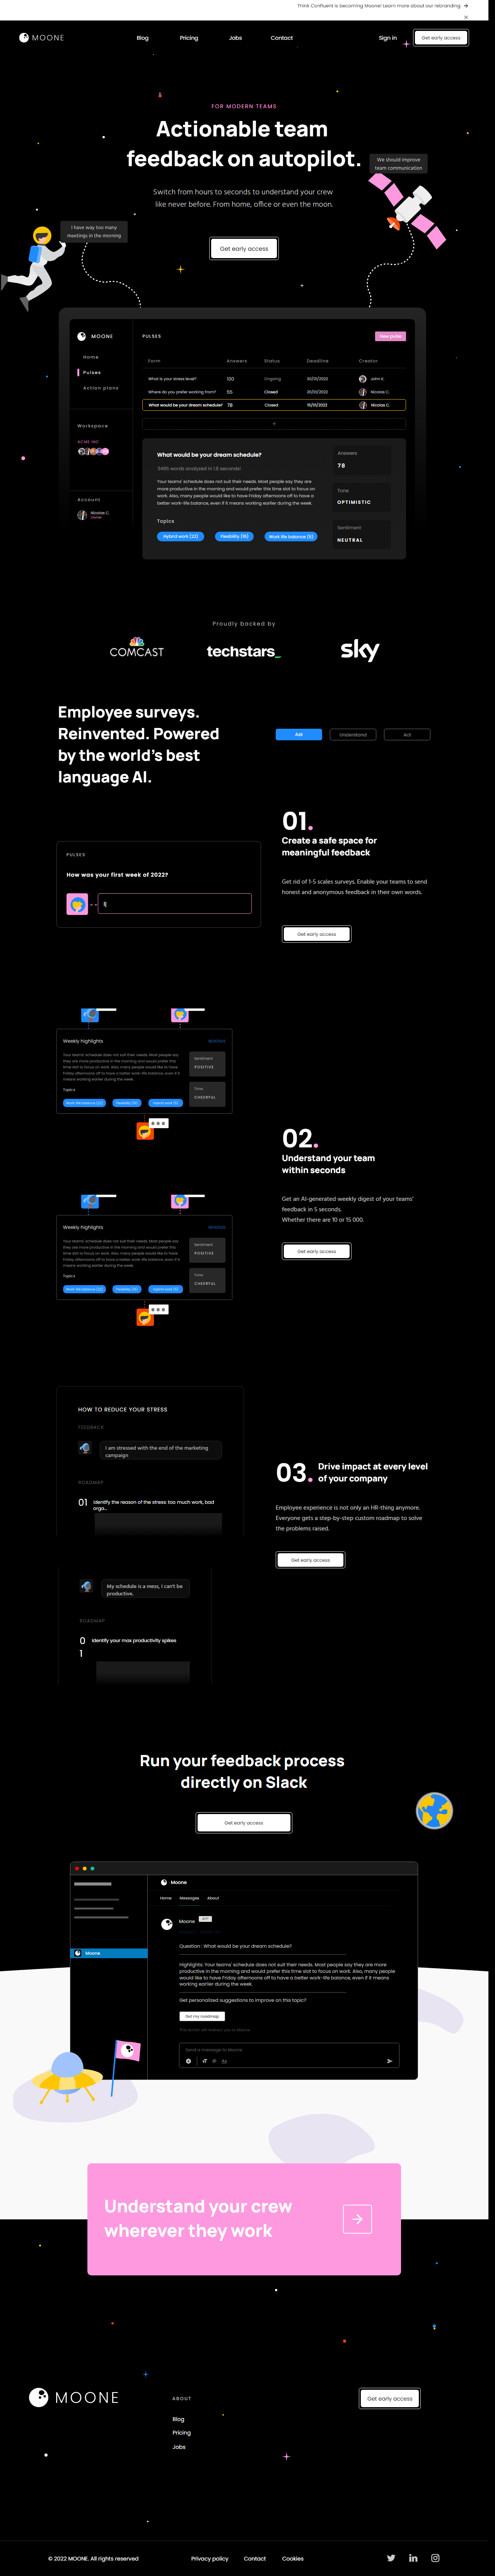 Think Confluent is becoming Moone! Learn more about our rebranding →
×
MOONE
Blog
Pricing
Jobs
Contact
Sign in
Get early access
FOR MODERN TEAMS
Actionable team
feedback on autopilot.
We should improve
team communication
Switch from hours to seconds to understand your crew
like never before. From home, office or even the moon.
I have way too many
meetings in the morning
Get early access
MOONE
Home
Pulses
Action plans
Workspace
ACME INC
Account
Nicolas C.
Owner
PULSES
New pulse
Form Answers Status Deadline Creator
What is your stress level? 100 Ongoing 30/01/2022 John K.
Where do you prefer working from? 55 Closed 20/01/2022 Nicolas C.
What would be your dream schedule? 78 Closed 15/01/2022 Nicolas C.
+
What would be your dream schedule?
3465 words analyzed in 1,8 seconds!
Your teams' schedule does not suit their needs. Most people say they are
more productive in the morning and would prefer this time slot to focus on
work. Also, many people would like to have Friday afternoons off to have a
better work-life balance, even if it means working earlier during the week.
Topics
Hybrid work (22)
Flexibility (16)
Work life balance (5)
Answers
78
Tone
OPTIMISTIC
Sentiment
NEUTRAL
Proudly backed by
COMCAST
techstars_
sky
Employee surveys.
Reinvented. Powered
by the world's best
language AI.
Ask
Understand
Act
01.
Create a safe space for
meaningful feedback
Get rid of 1-5 scales surveys. Enable your teams to send
honest and anonymous feedback in their own words.
Get early access
PULSES
How was your first week of 2022?
Weekly highlights
Your teams' schedule does not suit their needs. Most people say
they are more productive in the morning and would prefer this
time slot to focus on work. Also, many people would like to have
Friday afternoons off to have a better work-life balance, even if it
means working earlier during the week.
Topics
Work-life balance (22)
Flexibility (16)
Hybrid work (5)
Sentiment
POSITIVE
Tone
CHEERFUL
02.
Understand your team
within seconds
Get an AI-generated weekly digest of your teams'
feedback in 5 seconds.
Whether there are 10 or 15 000.
Get early access
Weekly highlights
Your teams' schedule does not suit their needs. Most people say
they are more productive in the morning and would prefer this
time slot to focus on work. Also, many people would like to have
Friday afternoons off to have a better work-life balance, even if it
means working earlier during the week.
Topics
Work-life balance (22)
Flexibility (16)
Hybrid work (5)
Sentiment
POSITIVE
Tone
CHEERFUL
HOW TO REDUCE YOUR STRESS
FEEDBACK
I am stressed with the end of the marketing
campaign
ROADMAP
01 Identify the reason of the stress: too much work, bad
orga...
03.
Drive impact at every level
of your company
Employee experience is not only an HR-thing anymore.
Everyone gets a step-by-step custom roadmap to solve
the problems raised.
Get early access
My schedule is a mess, I can't be
productive.
ROADMAP
0
1
Identify your max productivity spikes
Run your feedback process
directly on Slack
Get early access
Moone
Home
Messages
About
Moone
Moone APP
Question : What would be your dream schedule?
Highlights: Your teams' schedule does not suit their needs. Most people say they are more
productive in the morning and would prefer this time slot to focus on work. Also, many people
would like to have Friday afternoons off to have a better work-life balance, even if it means
working earlier during the week.
Get personalized suggestions to improve on this topic?
Get my roadmap
This action will redirect you to Moone
Send a message to Moone
@
Aa
Understand your crew
wherever they work
MOONE
ABOUT
Blog
Pricing
Jobs
Get early access
© 2022 MOONE. All rights reserved
Privacy policy
Contact
Cookies